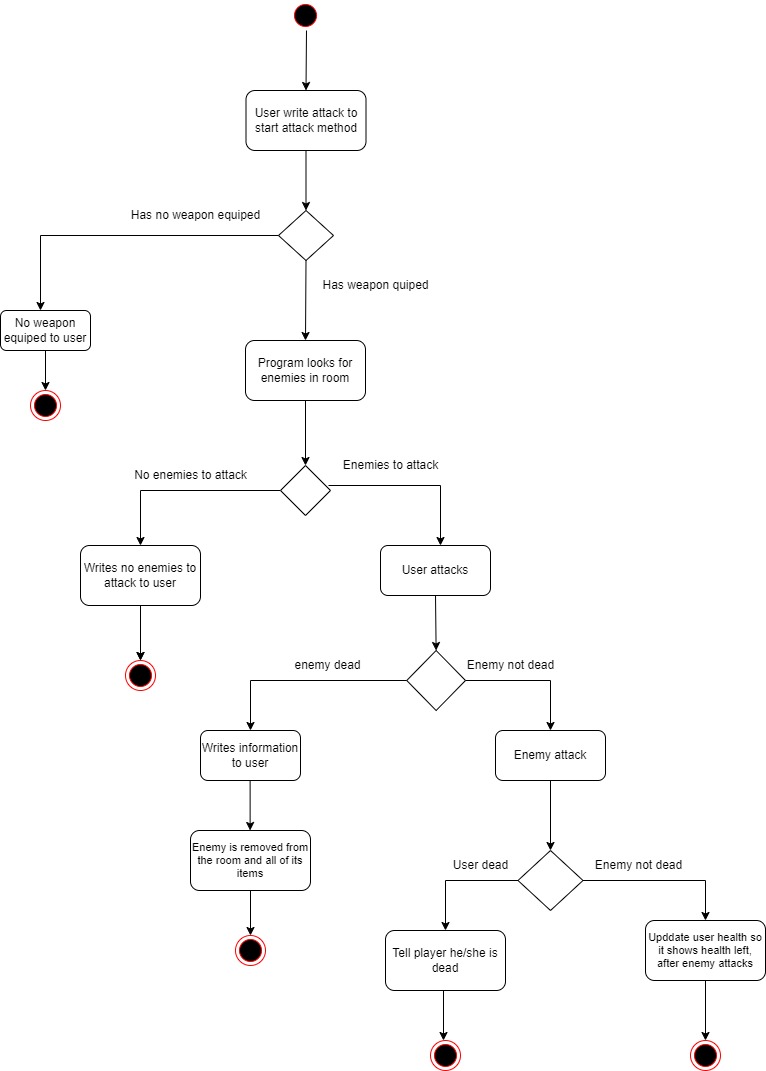 User write attack to
start attack method
Has no weapon equiped
Has weapon quiped
No weapon
equiped to user
Program looks for
enemies in room
No enemies to attack
Enemies to attack
Writes no enemies to
attack to user
User attacks
enemy dead
Enemy not dead
Writes information
to user
Enemy attack
Enemy is removed from
the room and all of its
items
User dead
Enemy not dead
Tell player he/she is
dead
Upddate user health so
it shows health left,
after enemy attacks